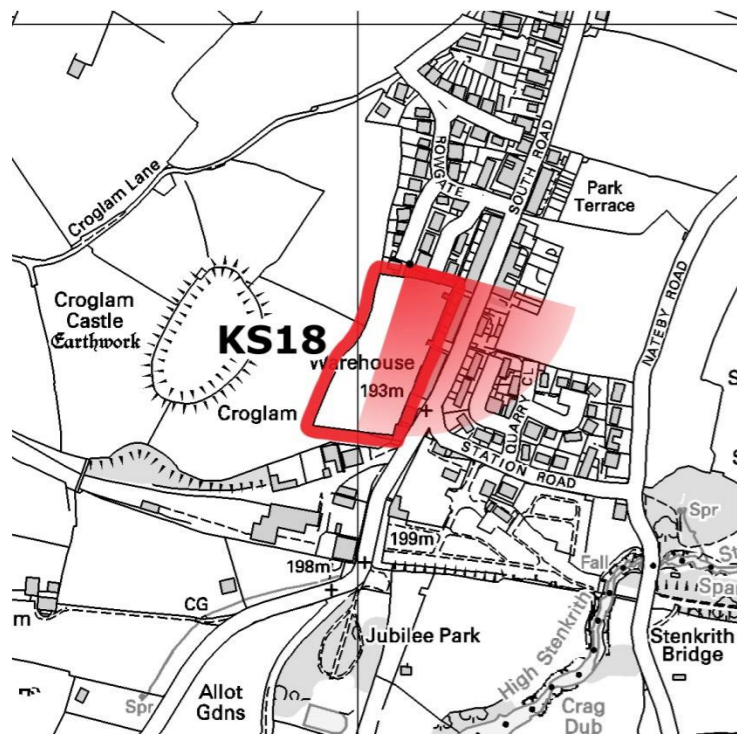 ROWGATE
SOUTH ROAD
Croglam Lane
Park
Terrace
NATEBY ROAD
Croglam
Castle
Earthwork
KS18
Warehouse
193m
Croglam
QUARRY CL
STATION ROAD
Spr
199m
198m
Fall
St
Spa
CG
m
Jubilee Park
High Stenkrith
Stenkrith
Bridge
Allot
Gdns
Spr
Crag
Dub